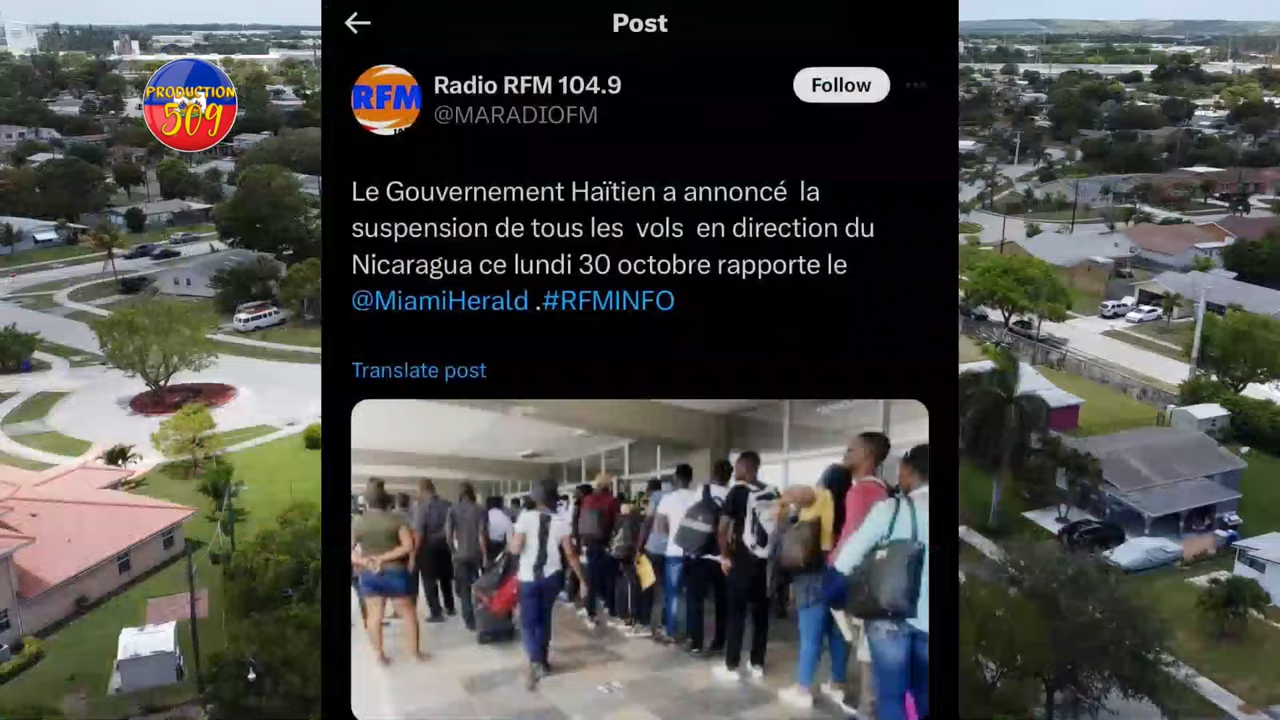 Post
PRODUCTION
509
RFM
Radio RFM 104.9
@MARADIOFM
Follow
Le Gouvernement Haïtien a annoncé la
suspension de tous les vols en direction du
Nicaragua ce lundi 30 octobre rapporte le
@MiamiHerald .#RFMINFO
Translate post